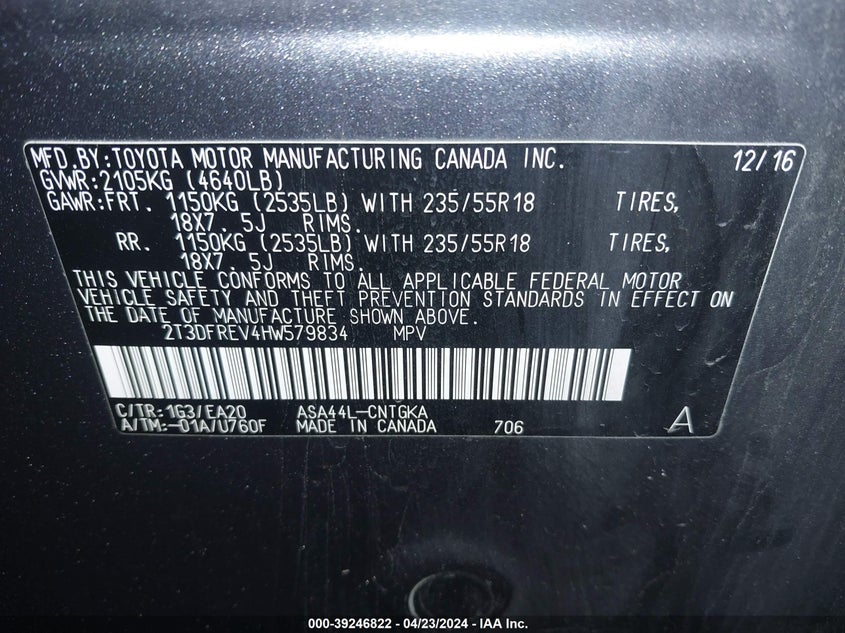 MFD.BY:TOYOTA MOTOR MANUFACTURING CANADA INC. 12/16
GVWR:2105KG (4640LB)
GAWR:FRT. 1150KG (2535LB) WITH 235/55R18 TIRES,
18X7. 5J RIMS.
RR. 1150KG (2535LB) WITH 235/55R18 TIRES,
18X7. 5J RIMS.
THIS VEHICLE CONFORMS TO ALL APPLICABLE FEDERAL MOTOR
VEHICLE SAFETY AND THEFT PREVENTION STANDARDS IN EFFECT ON
THE DATE OF MANUFACTURE SHOWN ABOVE.
2T3DFREV4HW579834 MPV
C/TR:1G3/EA20 ASA44L-CNTGKA
A/TM:-01A/U760F MADE IN CANADA 706 A
000-39246822 - 04/23/2024 - IAA Inc.